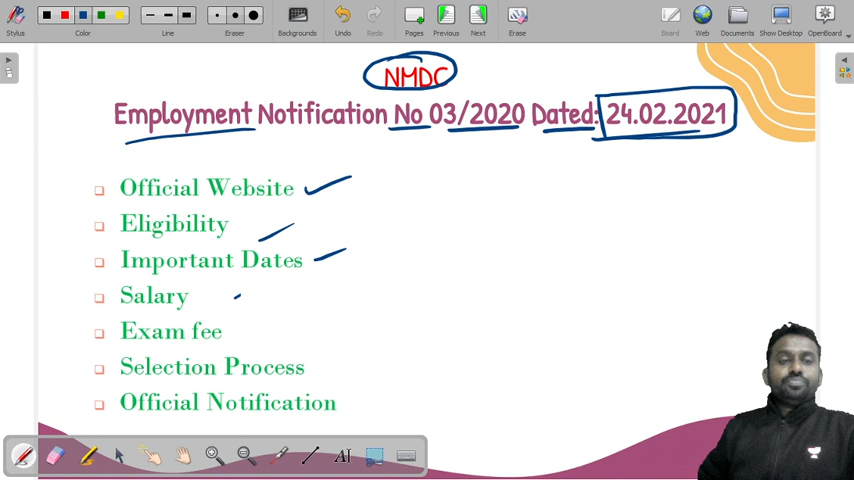 Stylus Color Line Eraser Backgrounds Undo Redo Pages Previous Next Erase Board Web Documents Show Desktop OpenBoard
NMDC
Employment Notification No 03/2020 Dated: 24.02.2021
Official Website
Eligibility
Important Dates
Salary
Exam fee
Selection Process
Official Notification
AI